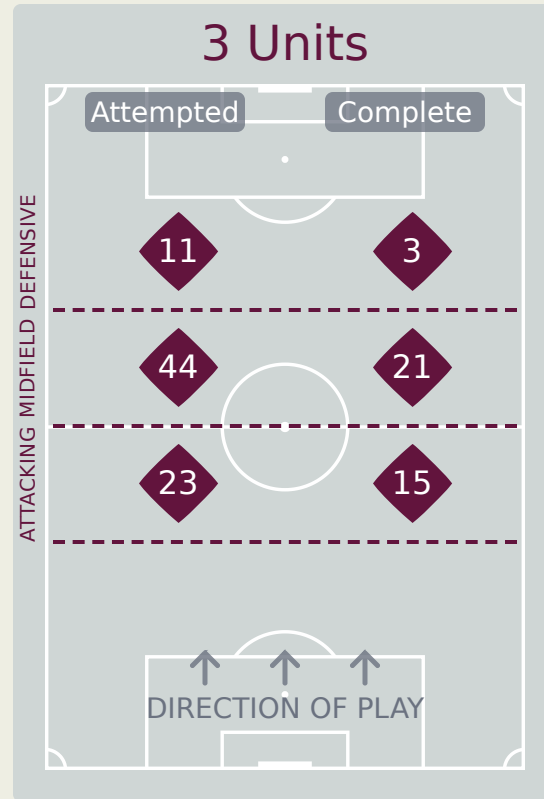 3 Units
Attempted Complete
ATTACKING MIDFIELD DEFENSIVE
11 3
44 21
23 15
DIRECTION OF PLAY